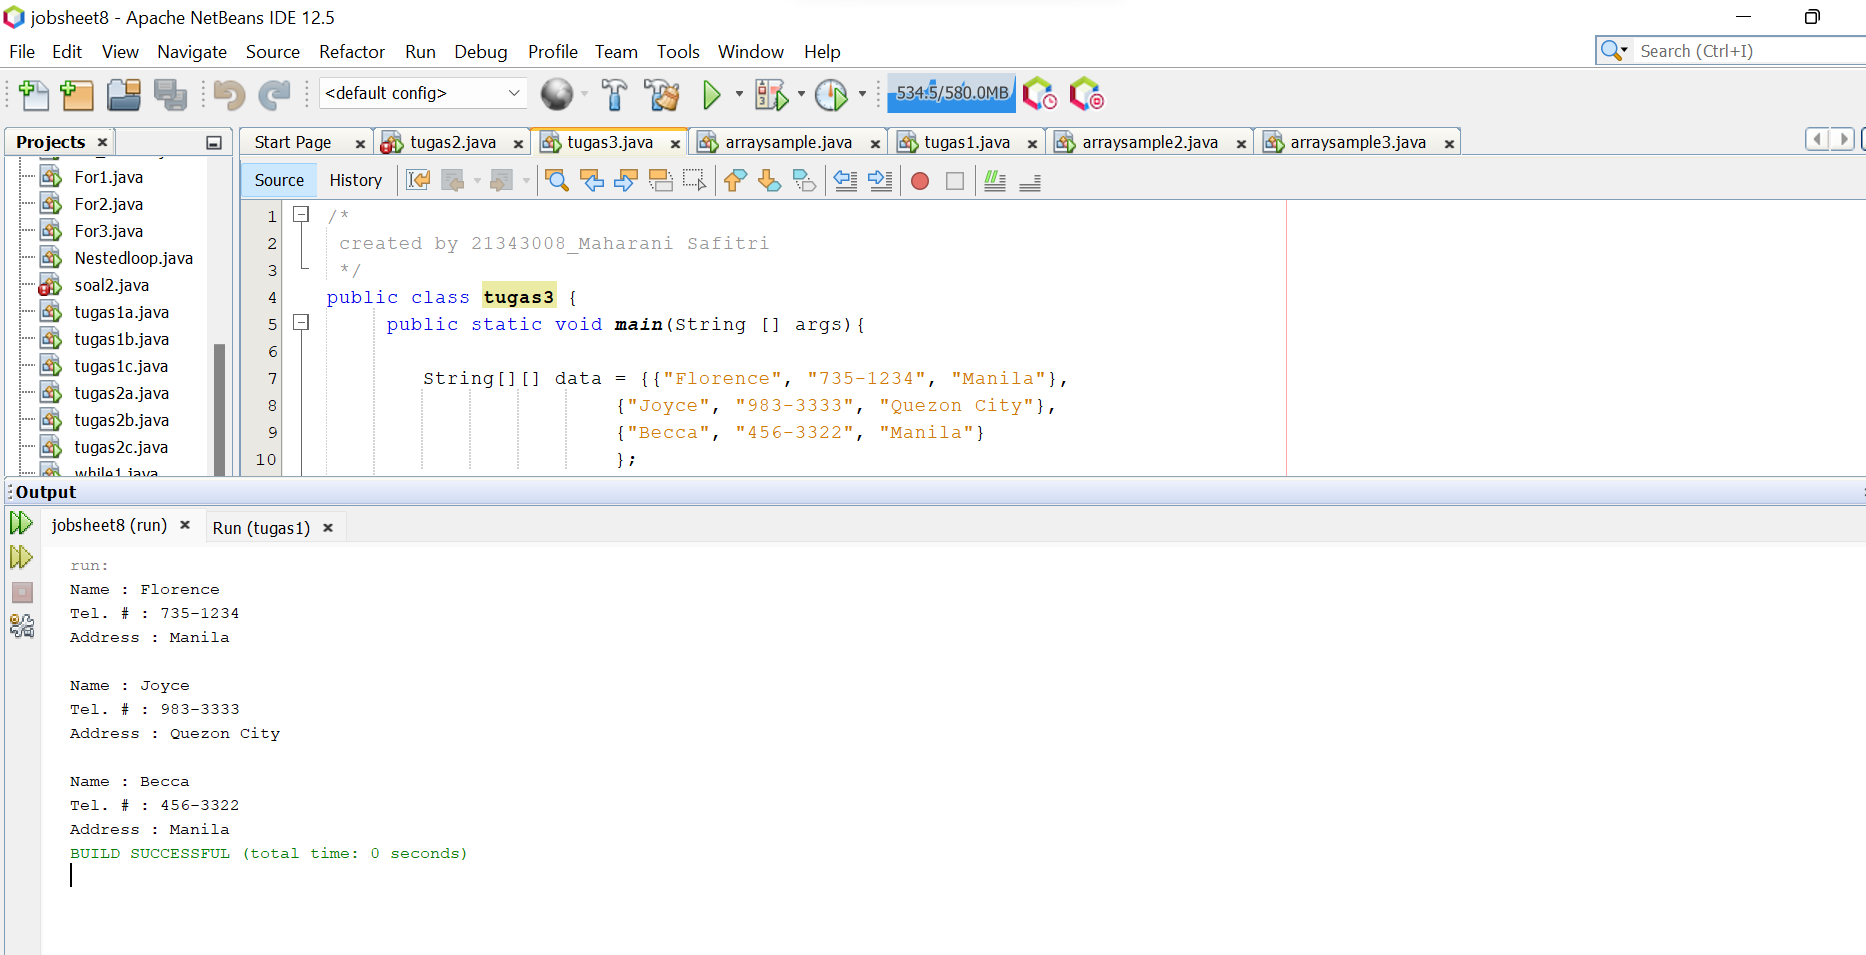 jobsheet8 - Apache NetBeans IDE 12.5
File Edit View Navigate Source Refactor Run Debug Profile Team Tools Window Help
Search (Ctrl+I)
<default config>
534.5/580.0MB
Projects
Start Page tugas2.java tugas3.java arraysample.java tugas1.java arraysample2.java arraysample3.java
For1.java
For2.java
For3.java
Nestedloop.java
soal2.java
tugas1a.java
tugas1b.java
tugas1c.java
tugas2a.java
tugas2b.java
tugas2c.java
while1.java
Source History
1 /*
2 created by 21343008_Maharani Safitri
3 */
4 public class tugas3 {
5 public static void main(String [] args){
6
7 String[][] data = {{"Florence", "735-1234", "Manila"},
8 {"Joyce", "983-3333", "Quezon City"},
9 {"Becca", "456-3322", "Manila"}
10 };
Output
jobsheet8 (run) Run (tugas1)
run:
Name : Florence
Tel. # : 735-1234
Address : Manila
Name : Joyce
Tel. # : 983-3333
Address : Quezon City
Name : Becca
Tel. # : 456-3322
Address : Manila
BUILD SUCCESSFUL (total time: 0 seconds)